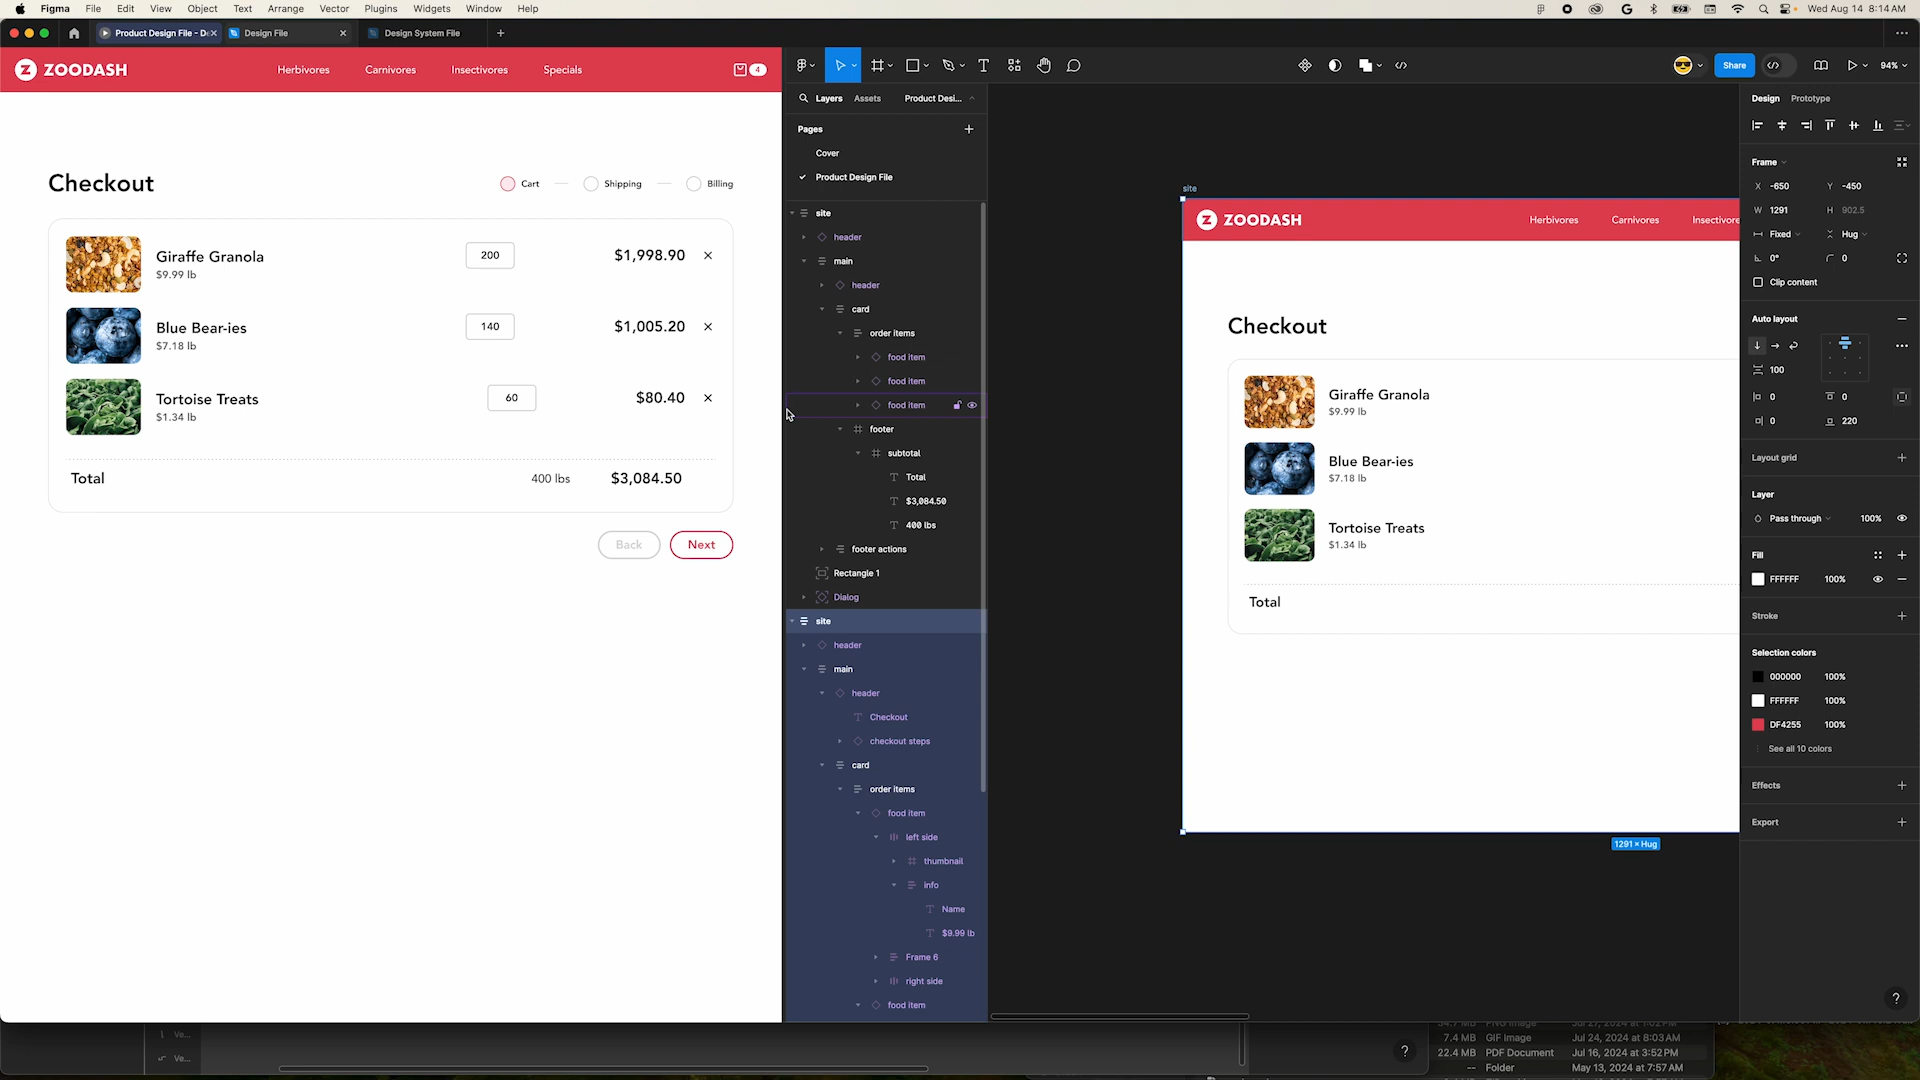 Figma File Edit View Object Text Arrange Vector Plugins Widgets Window Help
Wed Aug 14 8:14 AM
Product Design File - De
Design File
Design System File
ZOODASH
Herbivores Carnivores Insectivores Specials
4
Checkout
Cart
Shipping
Billing
Giraffe Granola
$9.99 lb
200
$1,998.90
Blue Bear-ies
$7.18 lb
140
$1,005.20
Tortoise Treats
$1.34 lb
60
$80.40
Total
400 lbs
$3,084.50
Back
Next
Share
94%
Layers
Assets
Product Desi...
Pages
Cover
Product Design File
site
header
main
header
card
order items
food item
food item
food item
footer
subtotal
Total
$3,084.50
400 lbs
footer actions
Rectangle 1
Dialog
site
header
main
header
Checkout
checkout steps
card
order items
food item
left side
thumbnail
info
Name
$9.99 lb
Frame 6
right side
food item
site
ZOODASH
Herbivores
Carnivores
Insectivore
Checkout
Giraffe Granola
$9.99 lb
Blue Bear-ies
$7.18 lb
Tortoise Treats
$1.34 lb
Total
1291 × Hug
Design
Prototype
Frame
X -650
Y -450
W 1291
H 902.5
Fixed
Hug
0°
0
Clip content
Auto layout
100
0
0
0
220
Layout grid
Layer
Pass through
100%
Fill
FFFFFF
100%
Stroke
Selection colors
000000 100%
FFFFFF 100%
DF4255 100%
See all 10 colors
Effects
Export
?
Ve...
Ve...
?
7.4 MB GIF Image Jul 24, 2024 at 8:03 AM
22.4 MB PDF Document Jul 16, 2024 at 3:52 PM
-- Folder May 13, 2024 at 7:57 AM